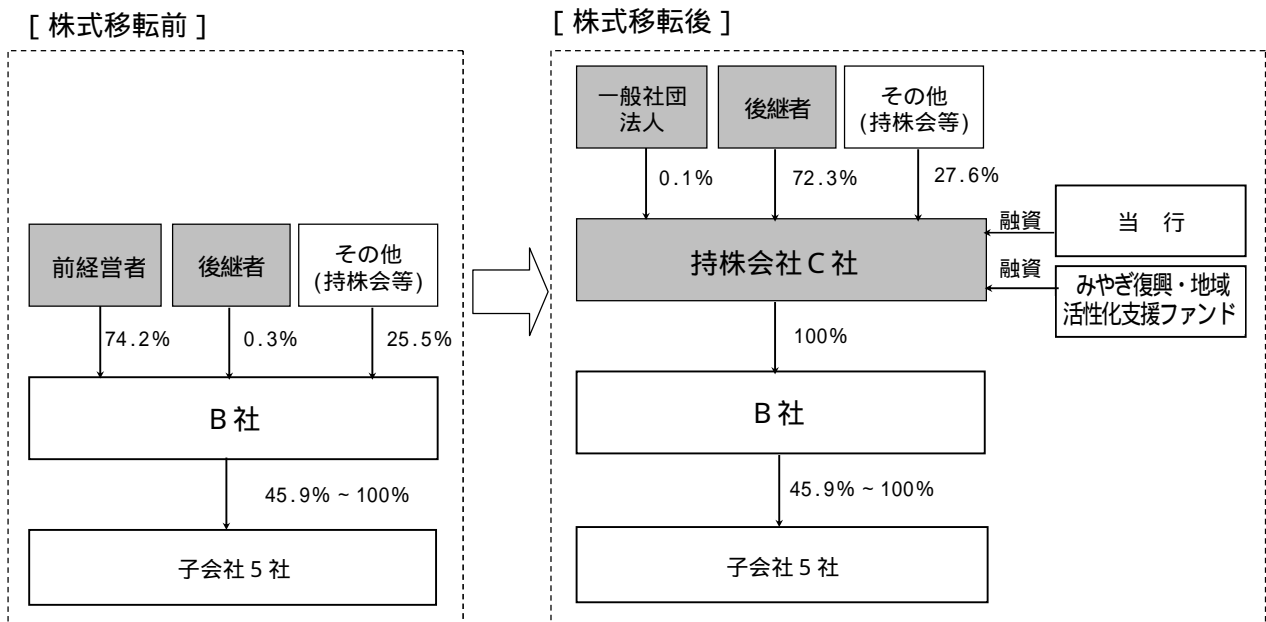 [ 株式移転前 ]
前経営者
後継者
その他
(持株会等)
74.2%
0.3%
25.5%
B社
45.9% ~ 100%
子会社5社
[ 株式移転後 ]
一般社団
法人
後継者
その他
(持株会等)
0.1%
72.3%
27.6%
持株会社C社
融資
当 行
融資
みやぎ復興・地域
活性化支援ファンド
100%
B社
45.9% ~ 100%
子会社5社